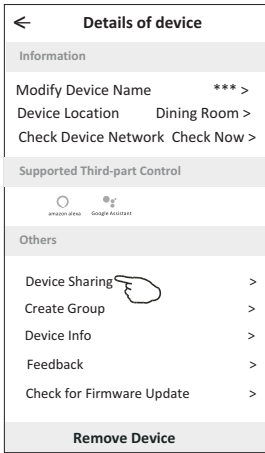 ← Details of device
Information
Modify Device Name *** >
Device Location Dining Room >
Check Device Network Check Now >
Supported Third-part Control
amazon alexa Google Assistant
Others
Device Sharing >
Create Group >
Device Info >
Feedback >
Check for Firmware Update >
Remove Device